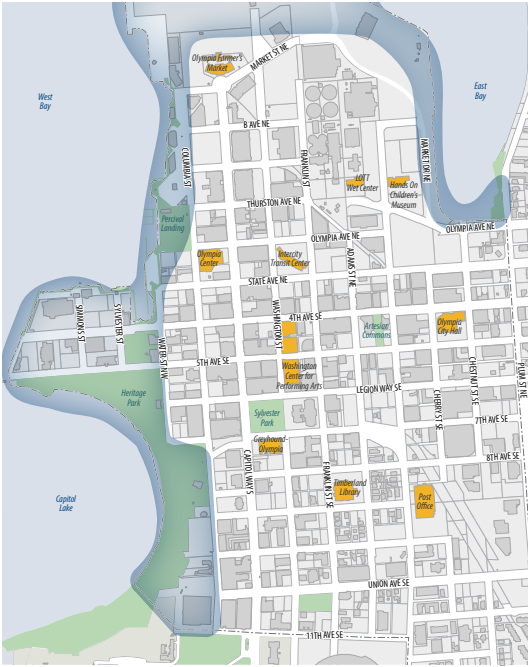 Olympia Farmer's
Market
MARKET ST NE
West
Bay
East
Bay
B AVE NE
COLUMBIA ST
FRANKLIN ST
MARKET DR NE
LOTT
Wet Center
Hands On
Children's
Museum
THURSTON AVE NE
Percival
Landing
OLYMPIA AVE NE
OLYMPIA AVE NE
ADAMS ST NE
Olympia
Center
Intercity
Transit Center
STATE AVE NE
SIMMONS ST
SYLVESTER ST
WATER ST NW
WASHINGTON ST
4TH AVE SE
Artesian
Commons
Olympia
City Hall
5TH AVE SE
Washington
Center for
Performing Arts
LEGION WAY SE
CHERRY ST SE
CHESTNUT ST SE
PLUM ST SE
Heritage
Park
Sylvester
Park
7TH AVE SE
Greyhound-
Olympia
8TH AVE SE
CAPITOL WAY S
FRANKLIN ST SE
Timberland
Library
Post
Office
Capitol
Lake
UNION AVE SE
11TH AVE SE